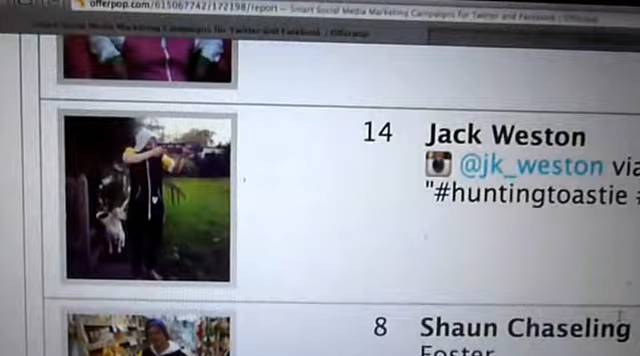 offerpop.com/615067742/172198/report — Smart Social Media Marketing Campaigns for Twitter and Facebook | Offerpop
Smart Social Media Marketing Campaigns for Twitter and Facebook | Offerpop
14 Jack Weston
@jk_weston via
"#huntingtoastie #
8 Shaun Chaseling
Foster